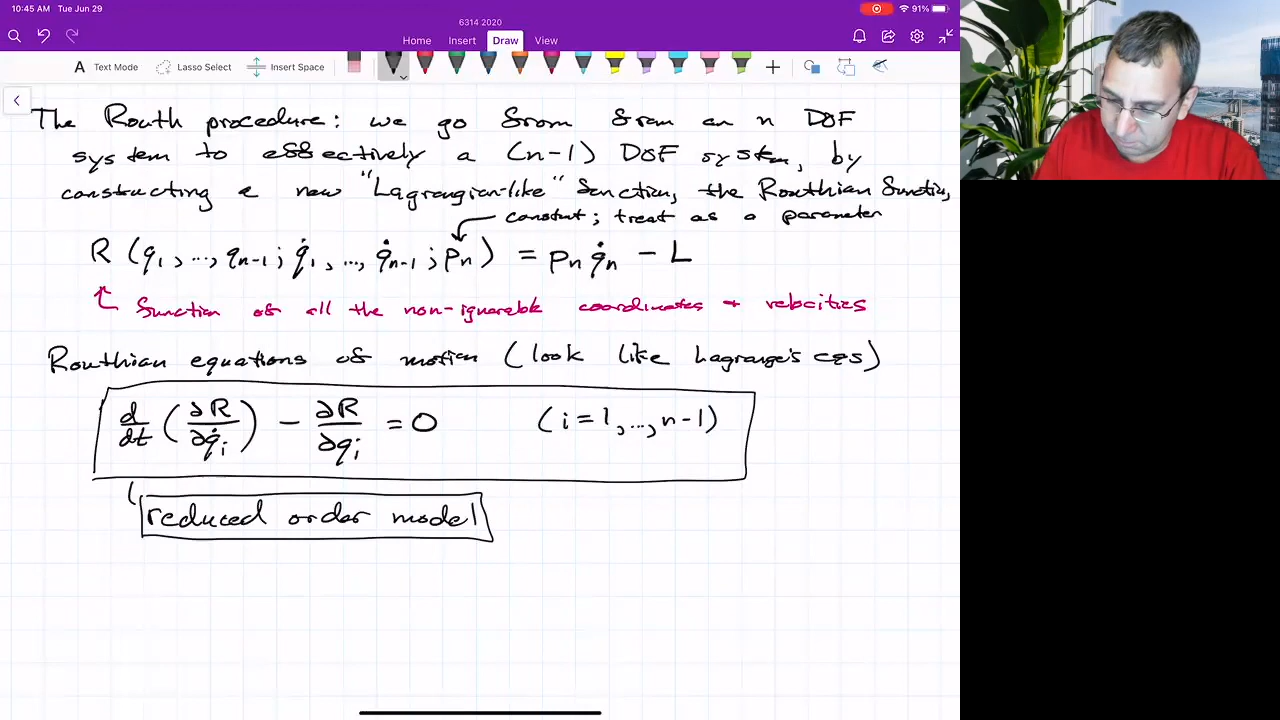 10:45 AM Tue Jun 29
91%
6314 2020
Home Insert Draw View
Text Mode Lasso Select Insert Space
The Routh procedure: we go from from an n DOF
system to effectively a (n-1) DOF system, by
constructing a new "Lagrangian-like" function, the Routhian function,
constant; treat as a parameter
R (q₁, ..., qₙ₋₁; q̇₁, ..., q̇ₙ₋₁; pₙ) = pₙ q̇ₙ - L
function of all the non-ignorable coordinates + velocities
Routhian equations of motion (look like Lagrange's eqs)
d/dt (∂R/∂q̇ᵢ) - ∂R/∂qᵢ = 0 (i = 1, ..., n-1)
reduced order model